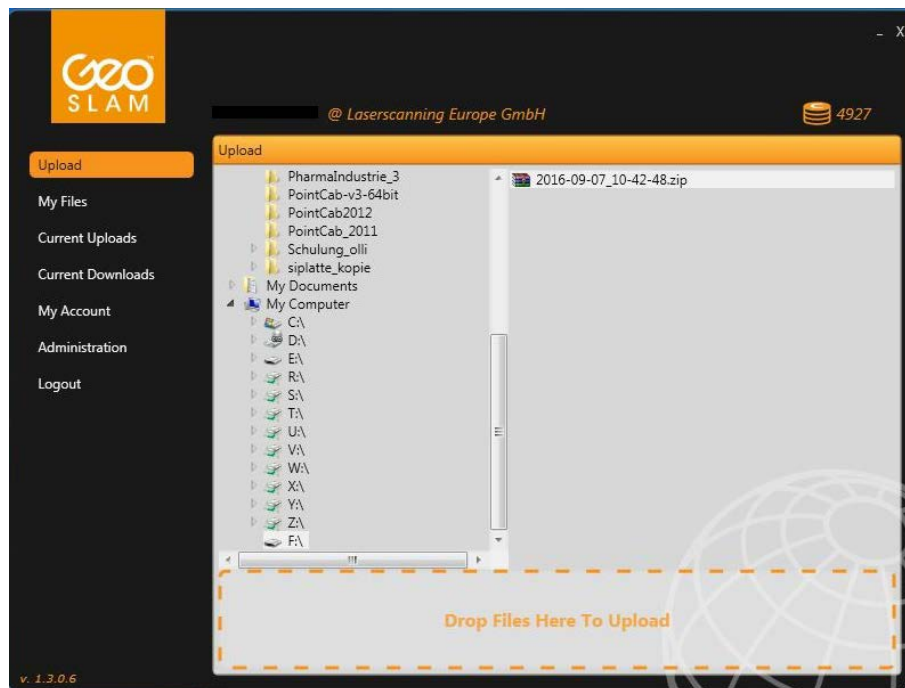 GEO
SLAM
_ X
@ Laserscanning Europe GmbH
4927
Upload
Upload
My Files
Current Uploads
Current Downloads
My Account
Administration
Logout
PharmaIndustrie_3
PointCab-v3-64bit
PointCab2012
PointCab_2011
Schulung_olli
siplatte_kopie
My Documents
My Computer
C:\
D:\
E:\
R:\
S:\
T:\
U:\
V:\
W:\
X:\
Y:\
Z:\
F:\
2016-09-07_10-42-48.zip
Drop Files Here To Upload
v. 1.3.0.6